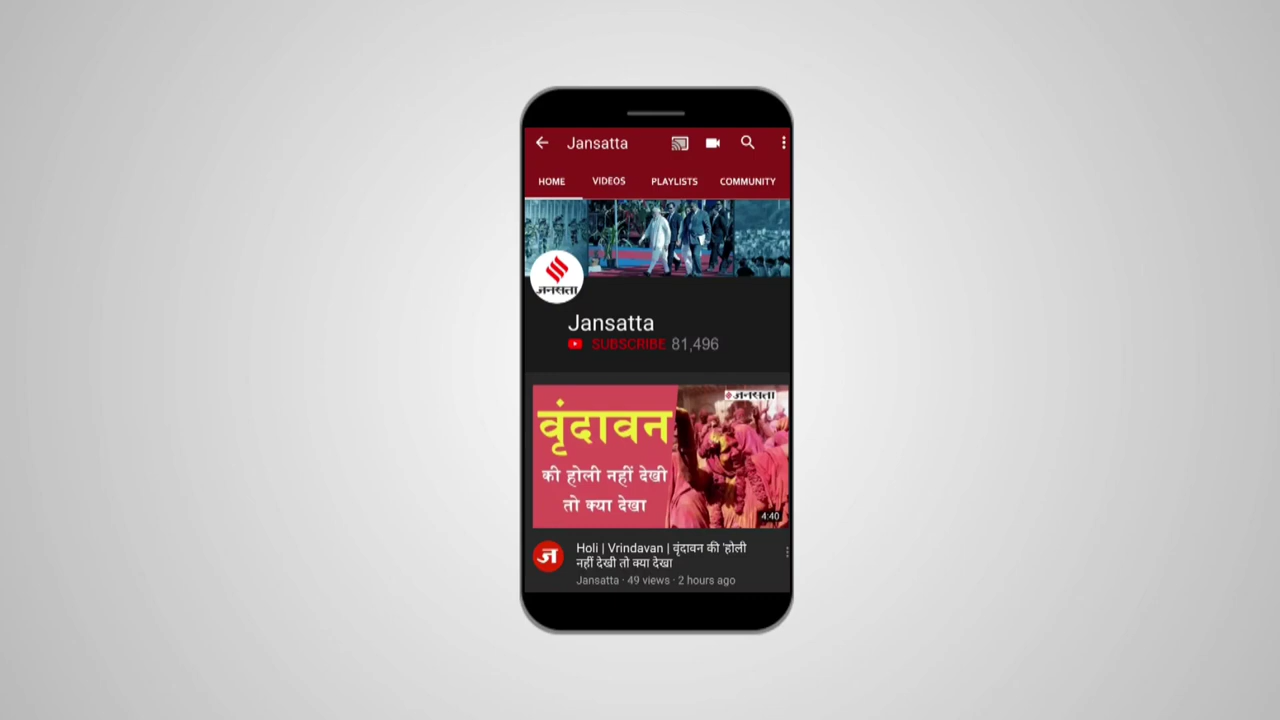 Jansatta
HOME VIDEOS PLAYLISTS COMMUNITY
जनसत्ता
Jansatta
SUBSCRIBE 81,496
जनसत्ता
वृंदावन
की होली नहीं देखी
तो क्या देखा
4:40
ज
Holi | Vrindavan | वृंदावन की 'होली
नहीं देखी तो क्या देखा
Jansatta · 49 views · 2 hours ago